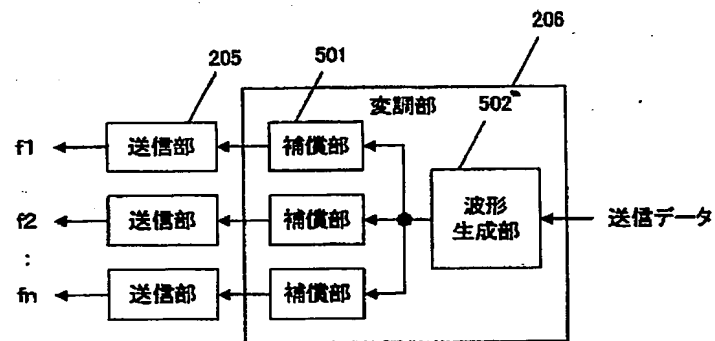 206
205
501
変調部
502
f1
送信部
補償部
f2
送信部
補償部
波形
生成部
送信データ
:
fn
送信部
補償部